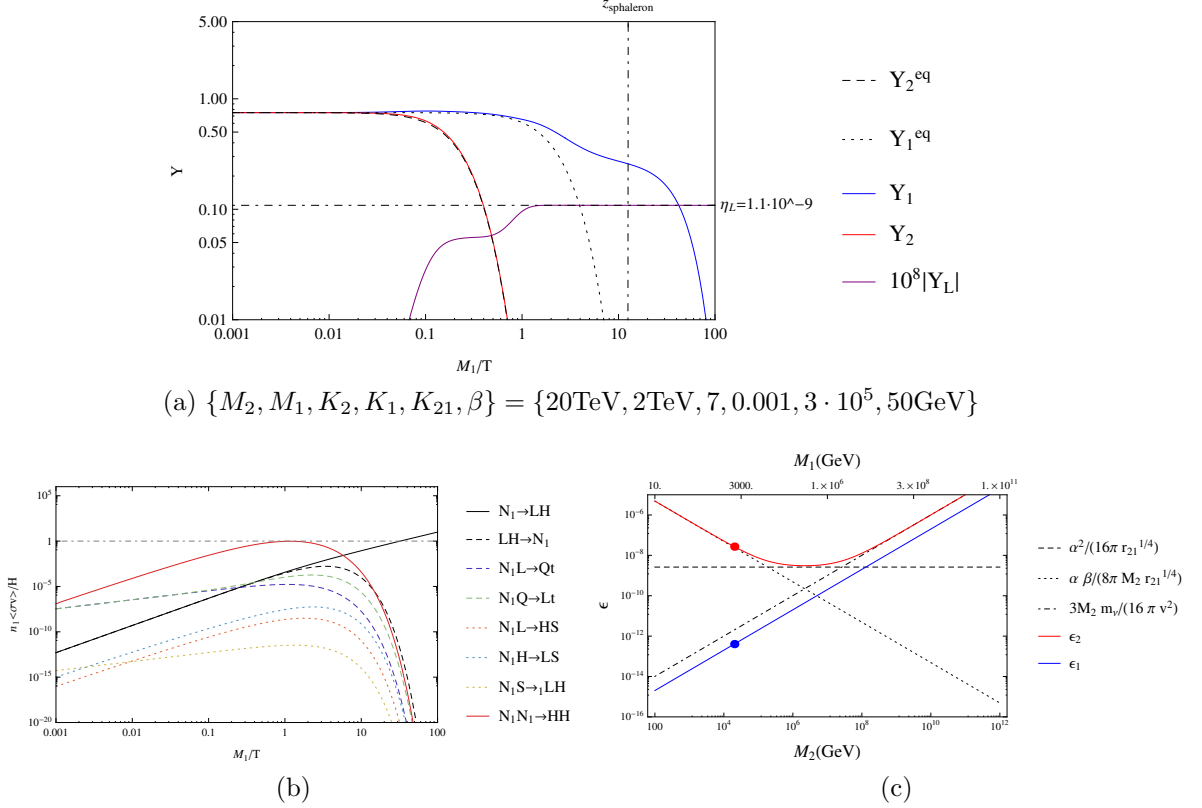 z_sphaleron
5.00
1.00
0.50
0.10
0.05
0.01
Y
0.001 0.01 0.1 1 10 100
M_1/T
η_L=1.1·10^−9
Y_2^eq
Y_1^eq
Y_1
Y_2
10^8|Y_L|
(a) {M_2, M_1, K_2, K_1, K_21, β} = {20TeV, 2TeV, 7, 0.001, 3 · 10^5, 50GeV}
10^5
1
10^−5
10^−10
10^−15
10^−20
n_1<σv>/H
0.001 0.01 0.1 1 10 100
M_1/T
N_1→LH
LH→N_1
N_1L→Qt
N_1Q→Lt
N_1L→HS
N_1H→LS
N_1S→_1LH
N_1N_1→HH
(b)
M_1(GeV)
10. 3000. 1.×10^6 3×10^8 1.×10^11
10^−6
10^−8
10^−10
10^−12
10^−14
10^−16
ϵ
100 10^4 10^6 10^8 10^10 10^12
M_2(GeV)
α^2/(16π r_21^1/4)
α β/(8π M_2 r_21^1/4)
3M_2 m_ν/(16 π v^2)
ϵ_2
ϵ_1
(c)